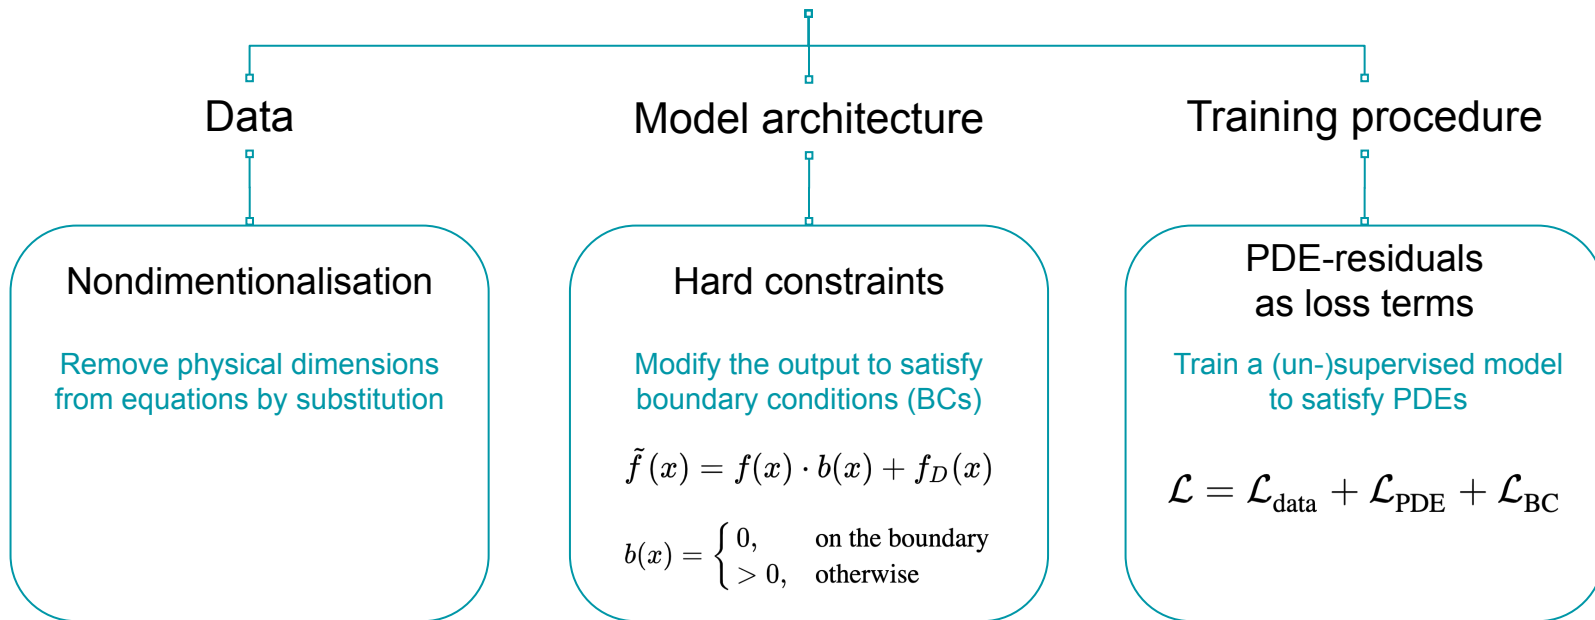 Data
Nondimentionalisation
Remove physical dimensions
from equations by substitution
Model architecture
Hard constraints
Modify the output to satisfy
boundary conditions (BCs)
f̃(x) = f(x) · b(x) + f_D(x)
b(x) = { 0, on the boundary
> 0, otherwise
Training procedure
PDE-residuals
as loss terms
Train a (un-)supervised model
to satisfy PDEs
ℒ = ℒ_data + ℒ_PDE + ℒ_BC